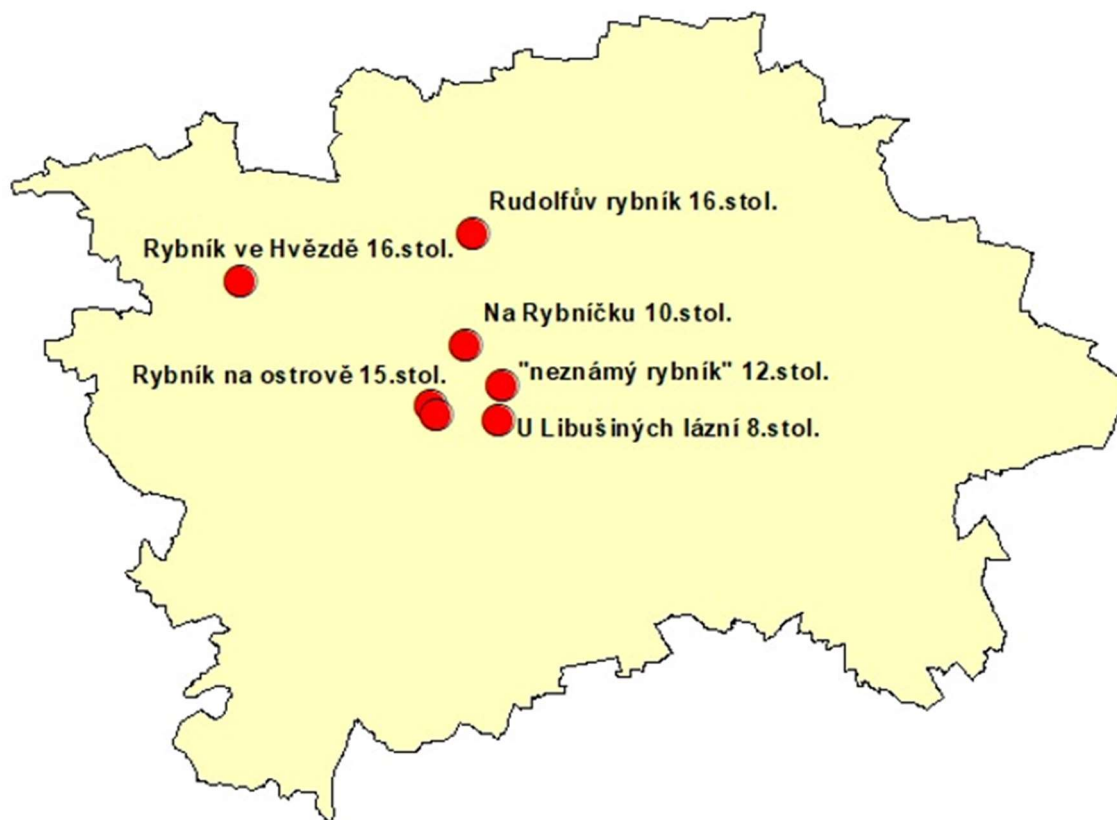 Rudolfův rybník 16.stol.
Rybník ve Hvězdě 16.stol.
Na Rybníčku 10.stol.
Rybník na ostrově 15.stol.
"neznámý rybník" 12.stol.
U Libušiných lázní 8.stol.